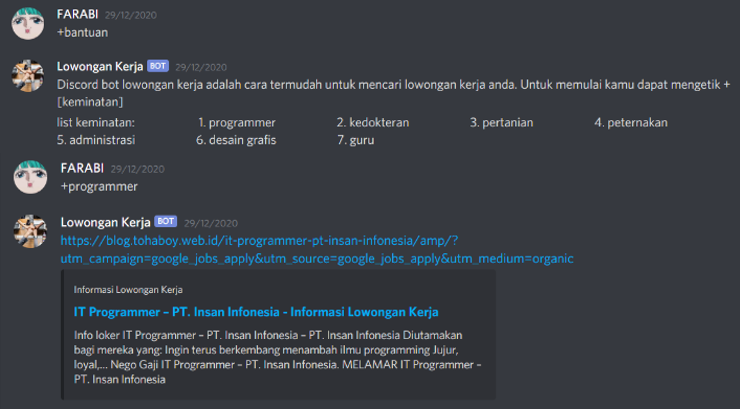 FARABI 29/12/2020
+bantuan
Lowongan Kerja BOT 29/12/2020
Discord bot lowongan kerja adalah cara termudah untuk mencari lowongan kerja anda. Untuk memulai kamu dapat mengetik +
[keminatan]
list keminatan: 1. programmer 2. kedokteran 3. pertanian 4. peternakan
5. administrasi 6. desain grafis 7. guru
FARABI 29/12/2020
+programmer
Lowongan Kerja BOT 29/12/2020
https://blog.tohaboy.web.id/it-programmer-pt-insan-infonesia/amp/?
utm_campaign=google_jobs_apply&utm_source=google_jobs_apply&utm_medium=organic
Informasi Lowongan Kerja
IT Programmer – PT. Insan Infonesia - Informasi Lowongan Kerja
Info loker IT Programmer – PT. Insan Infonesia – PT. Insan Infonesia Diutamakan
bagi mereka yang: Ingin terus berkembang menambah ilmu programming Jujur,
loyal,... Nego Gaji IT Programmer – PT. Insan Infonesia. MELAMAR IT Programmer –
PT. Insan Infonesia